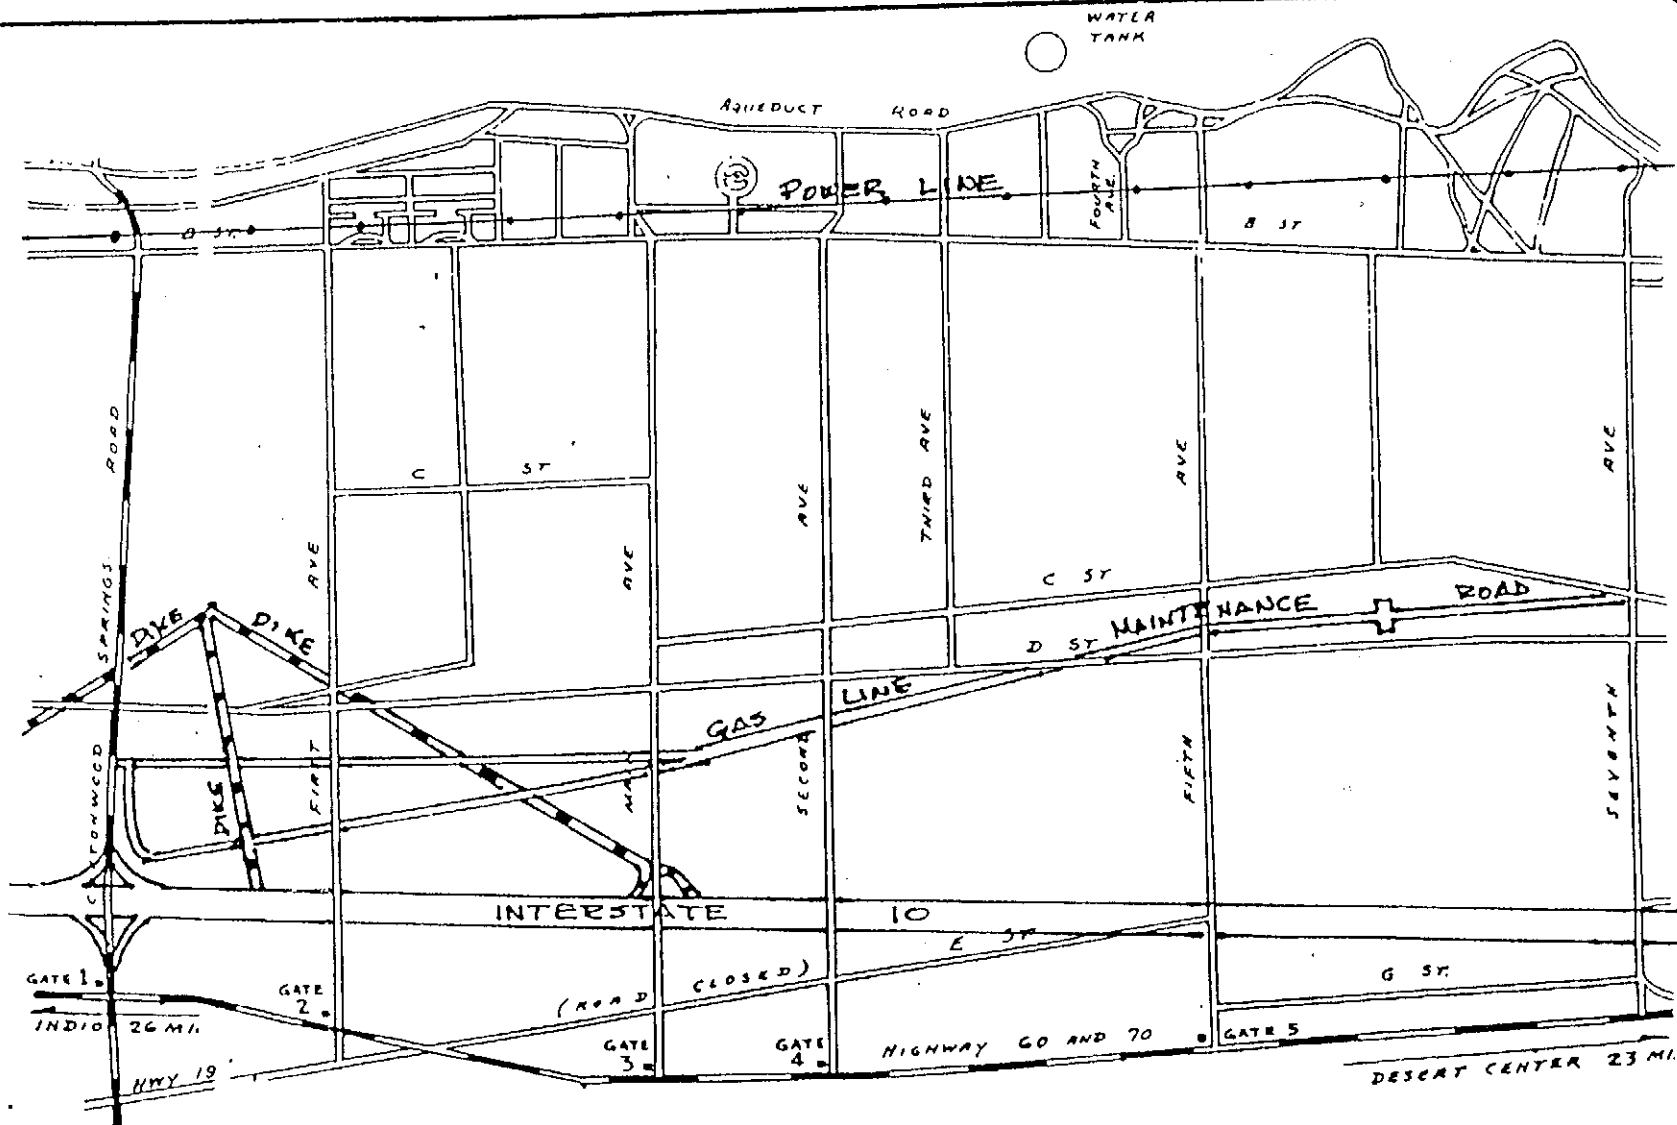 WATER
TANK
AQUEDUCT ROAD
POWER LINE
FOURTH
AVE.
B ST.
B ST
C ST
ROAD
SPRINGS
COTTONWOOD
AVE
FIRST
AVE
AVE
SECOND
THIRD AVE
AVE
FIFTH
AVE
SEVENTH
C ST
MAINTENANCE ROAD
D ST
DIKE
DIKE
DIKE
GAS LINE
INTERSTATE 10
E ST
(ROAD CLOSED)
G ST.
GATE 1
INDIO 26 MI.
GATE
2
GATE
3
GATE
4
HIGHWAY 60 AND 70
GATE 5
DESERT CENTER 23 MI.
HWY 19